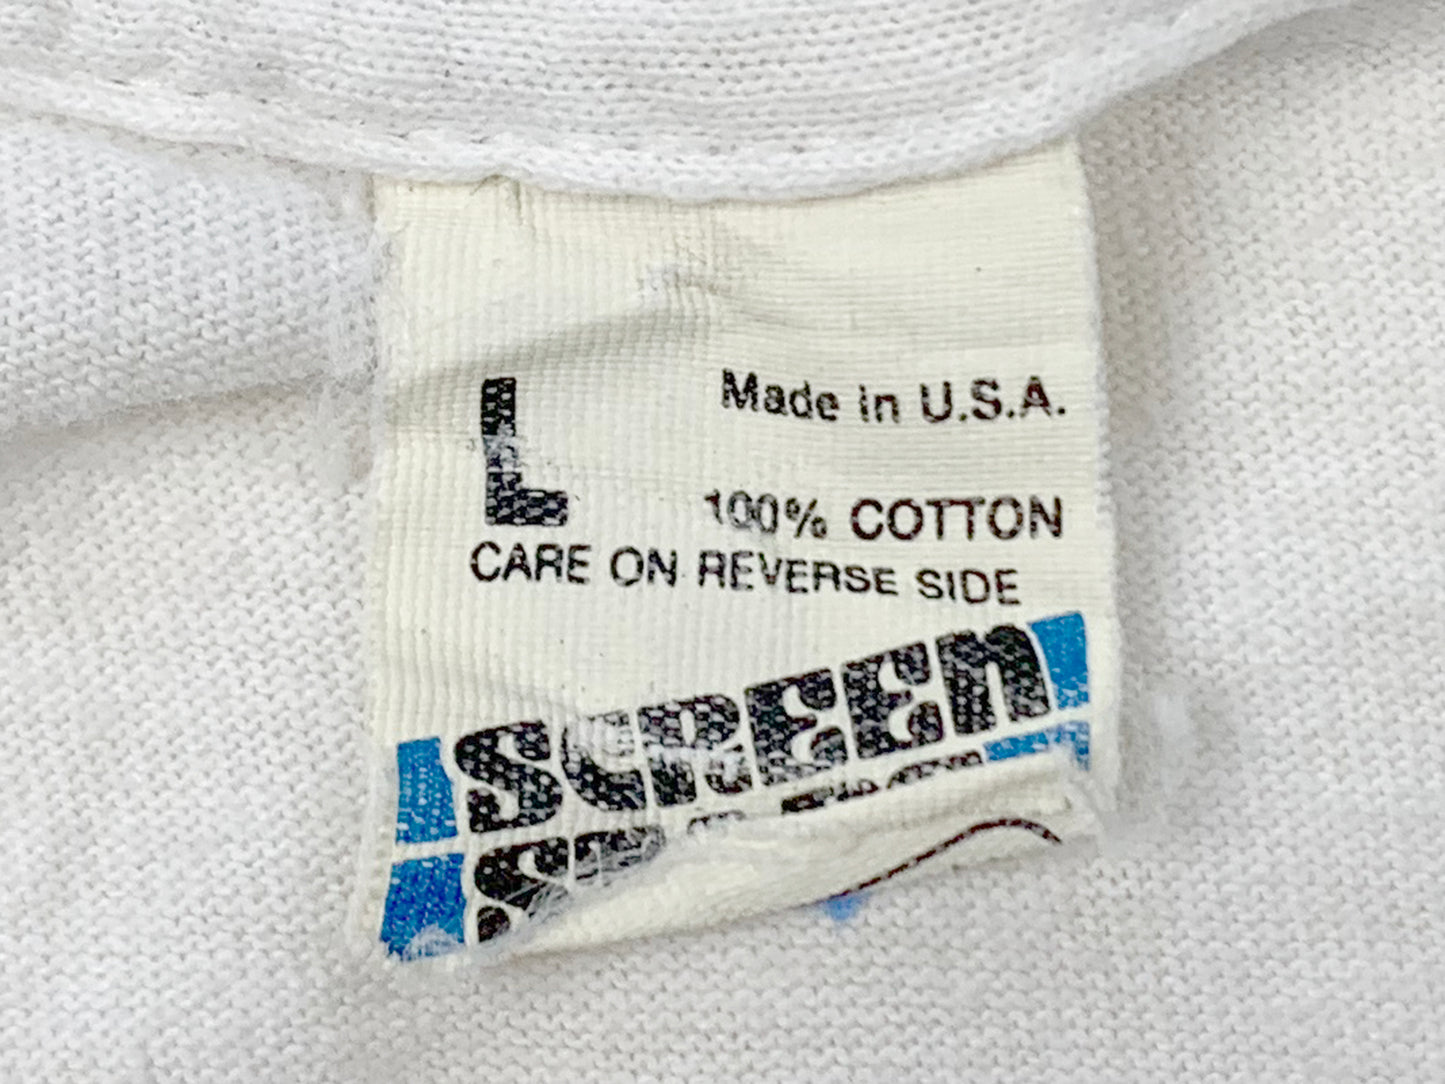 L
Made in U.S.A.
100% COTTON
CARE ON REVERSE SIDE
SCREEN